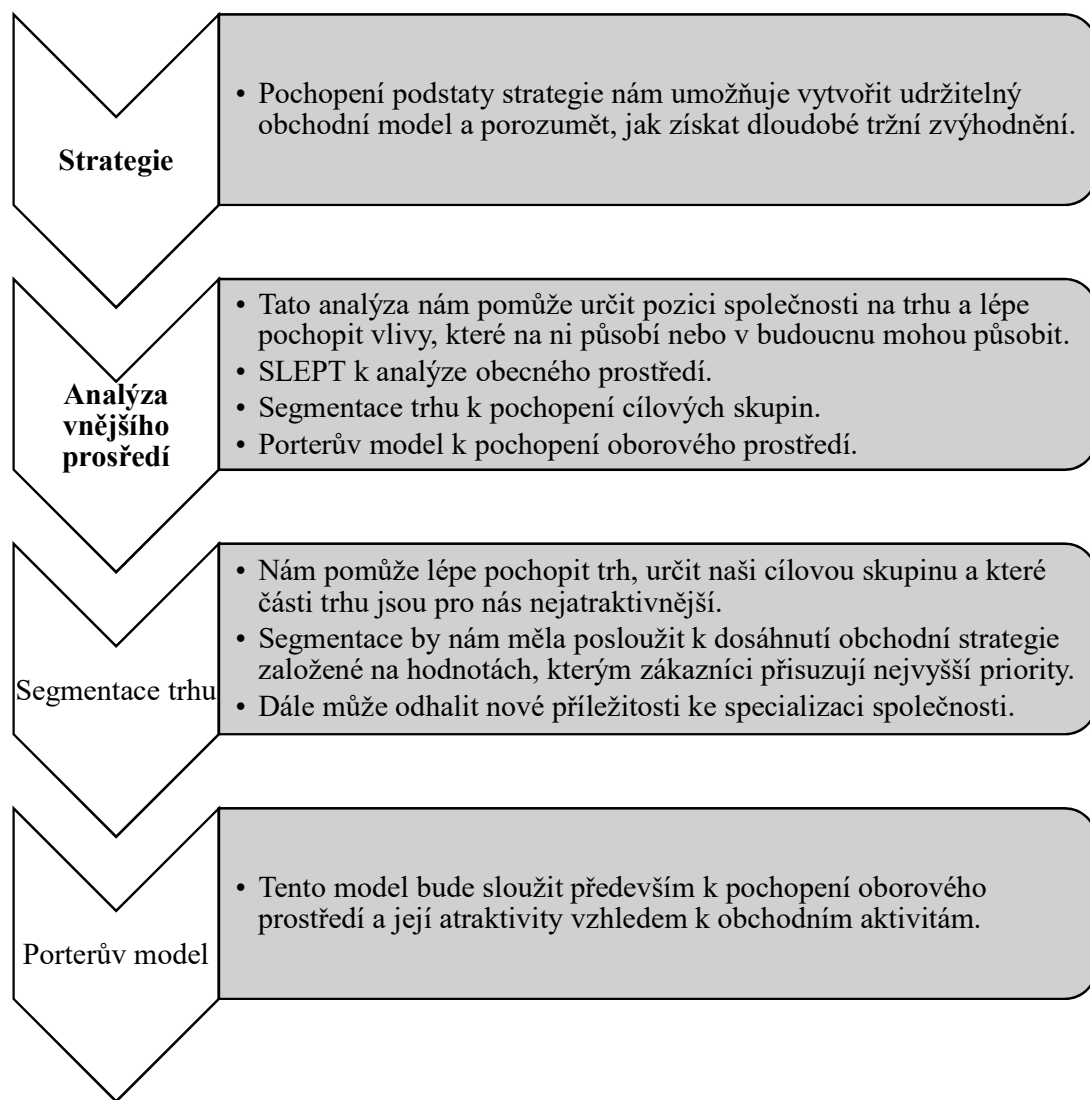 Strategie
• Pochopení podstaty strategie nám umožňuje vytvořit udržitelný
obchodní model a porozumět, jak získat dloudobé tržní zvýhodnění.
Analýza
vnějšího
prosředí
• Tato analýza nám pomůže určit pozici společnosti na trhu a lépe
pochopit vlivy, které na ni působí nebo v budoucnu mohou působit.
• SLEPT k analýze obecného prostředí.
• Segmentace trhu k pochopení cílových skupin.
• Porterův model k pochopení oborového prostředí.
Segmentace trhu
• Nám pomůže lépe pochopit trh, určit naši cílovou skupinu a které
části trhu jsou pro nás nejatraktivnější.
• Segmentace by nám měla posloužit k dosáhnutí obchodní strategie
založené na hodnotách, kterým zákazníci přisuzují nejvyšší priority.
• Dále může odhalit nové příležitosti ke specializaci společnosti.
Porterův model
• Tento model bude sloužit především k pochopení oborového
prostředí a její atraktivity vzhledem k obchodním aktivitám.